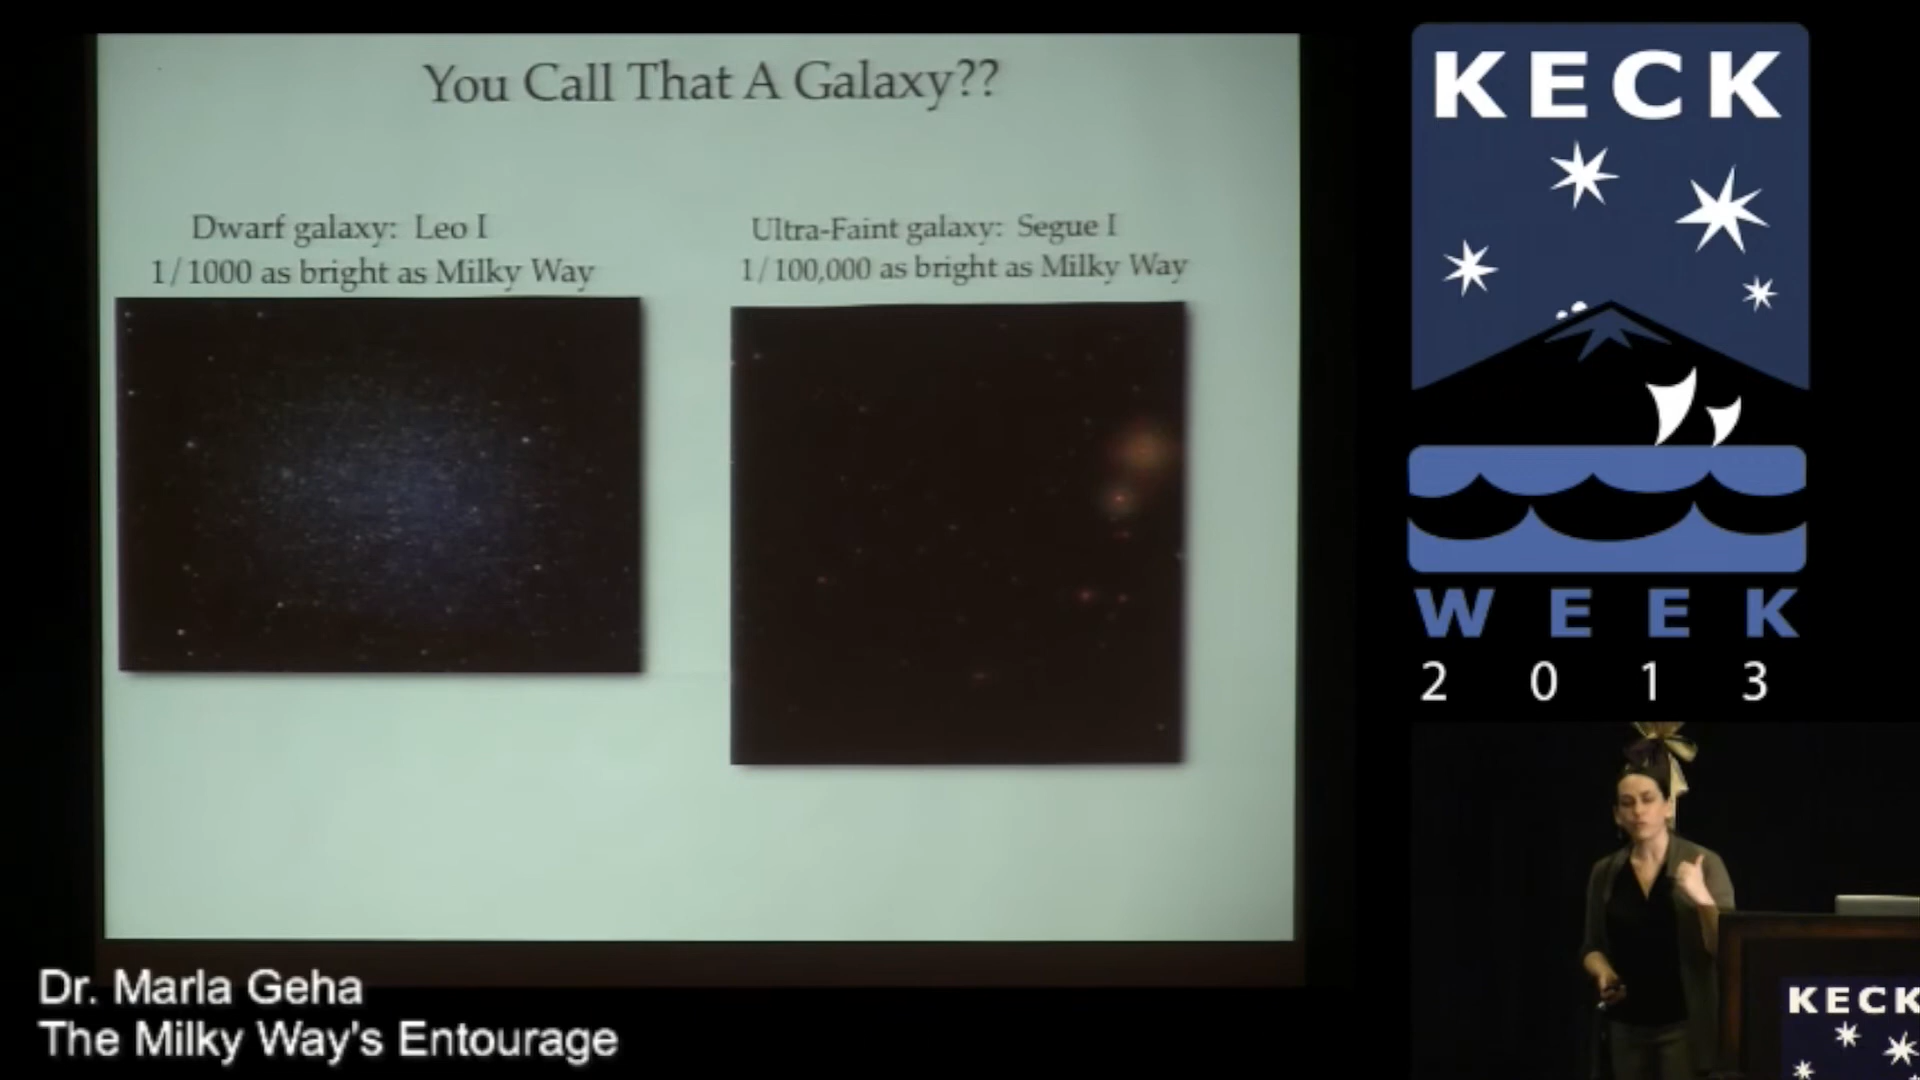 You Call That A Galaxy??
Dwarf galaxy: Leo I
1/1000 as bright as Milky Way
Ultra-Faint galaxy: Segue I
1/100,000 as bright as Milky Way
KECK
WEEK
2013
KECK
Dr. Marla Geha
The Milky Way's Entourage